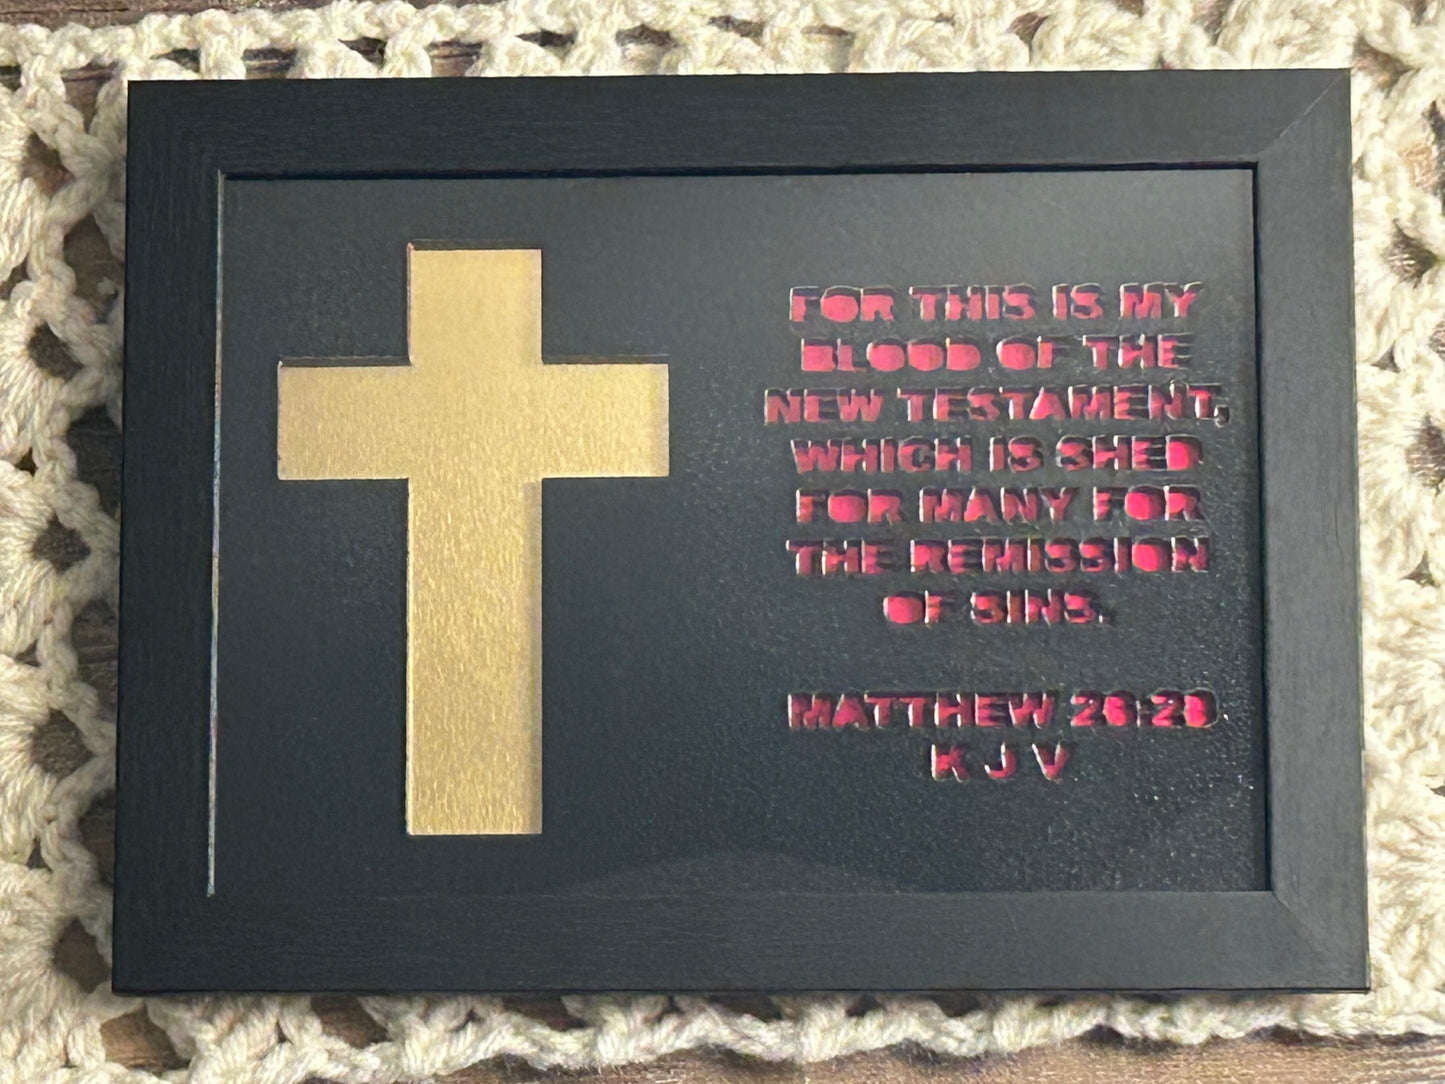 FOR THIS IS MY
BLOOD OF THE
NEW TESTAMENT,
WHICH IS SHED
FOR MANY FOR
THE REMISSION
OF SINS.
MATTHEW 26:28
K J V